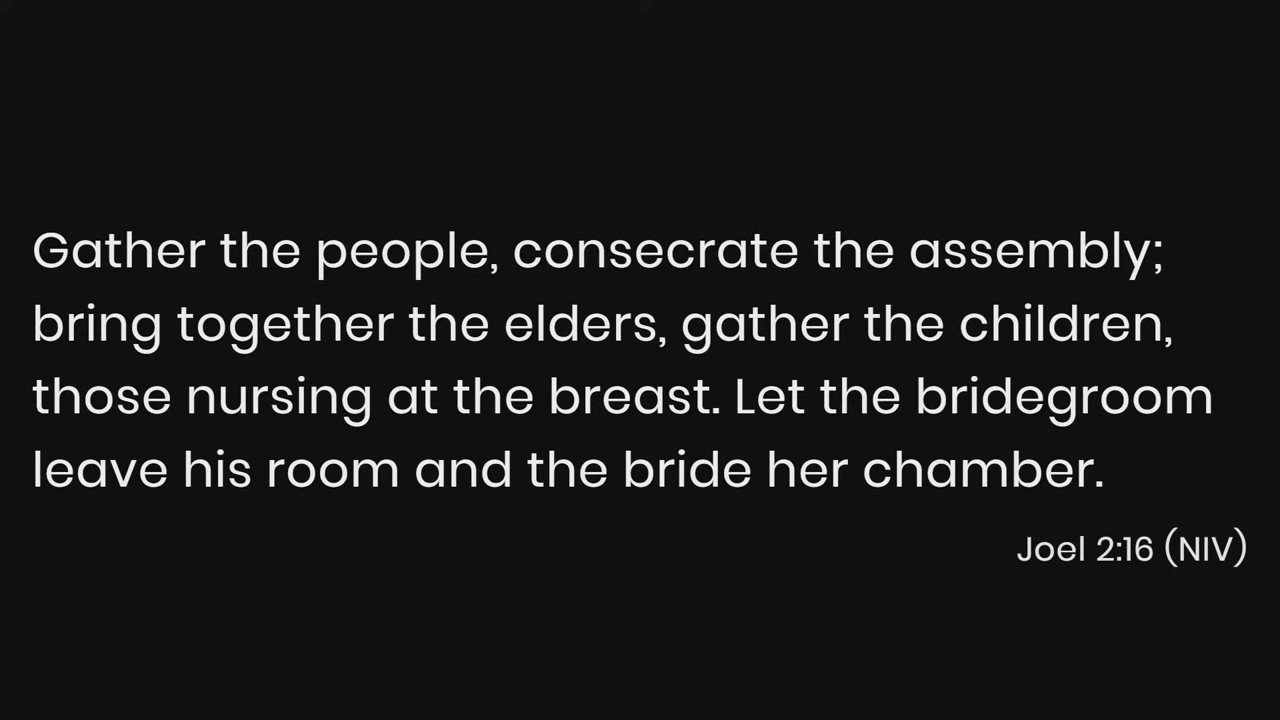 Gather the people, consecrate the assembly;
bring together the elders, gather the children,
those nursing at the breast. Let the bridegroom
leave his room and the bride her chamber.
Joel 2:16 (NIV)